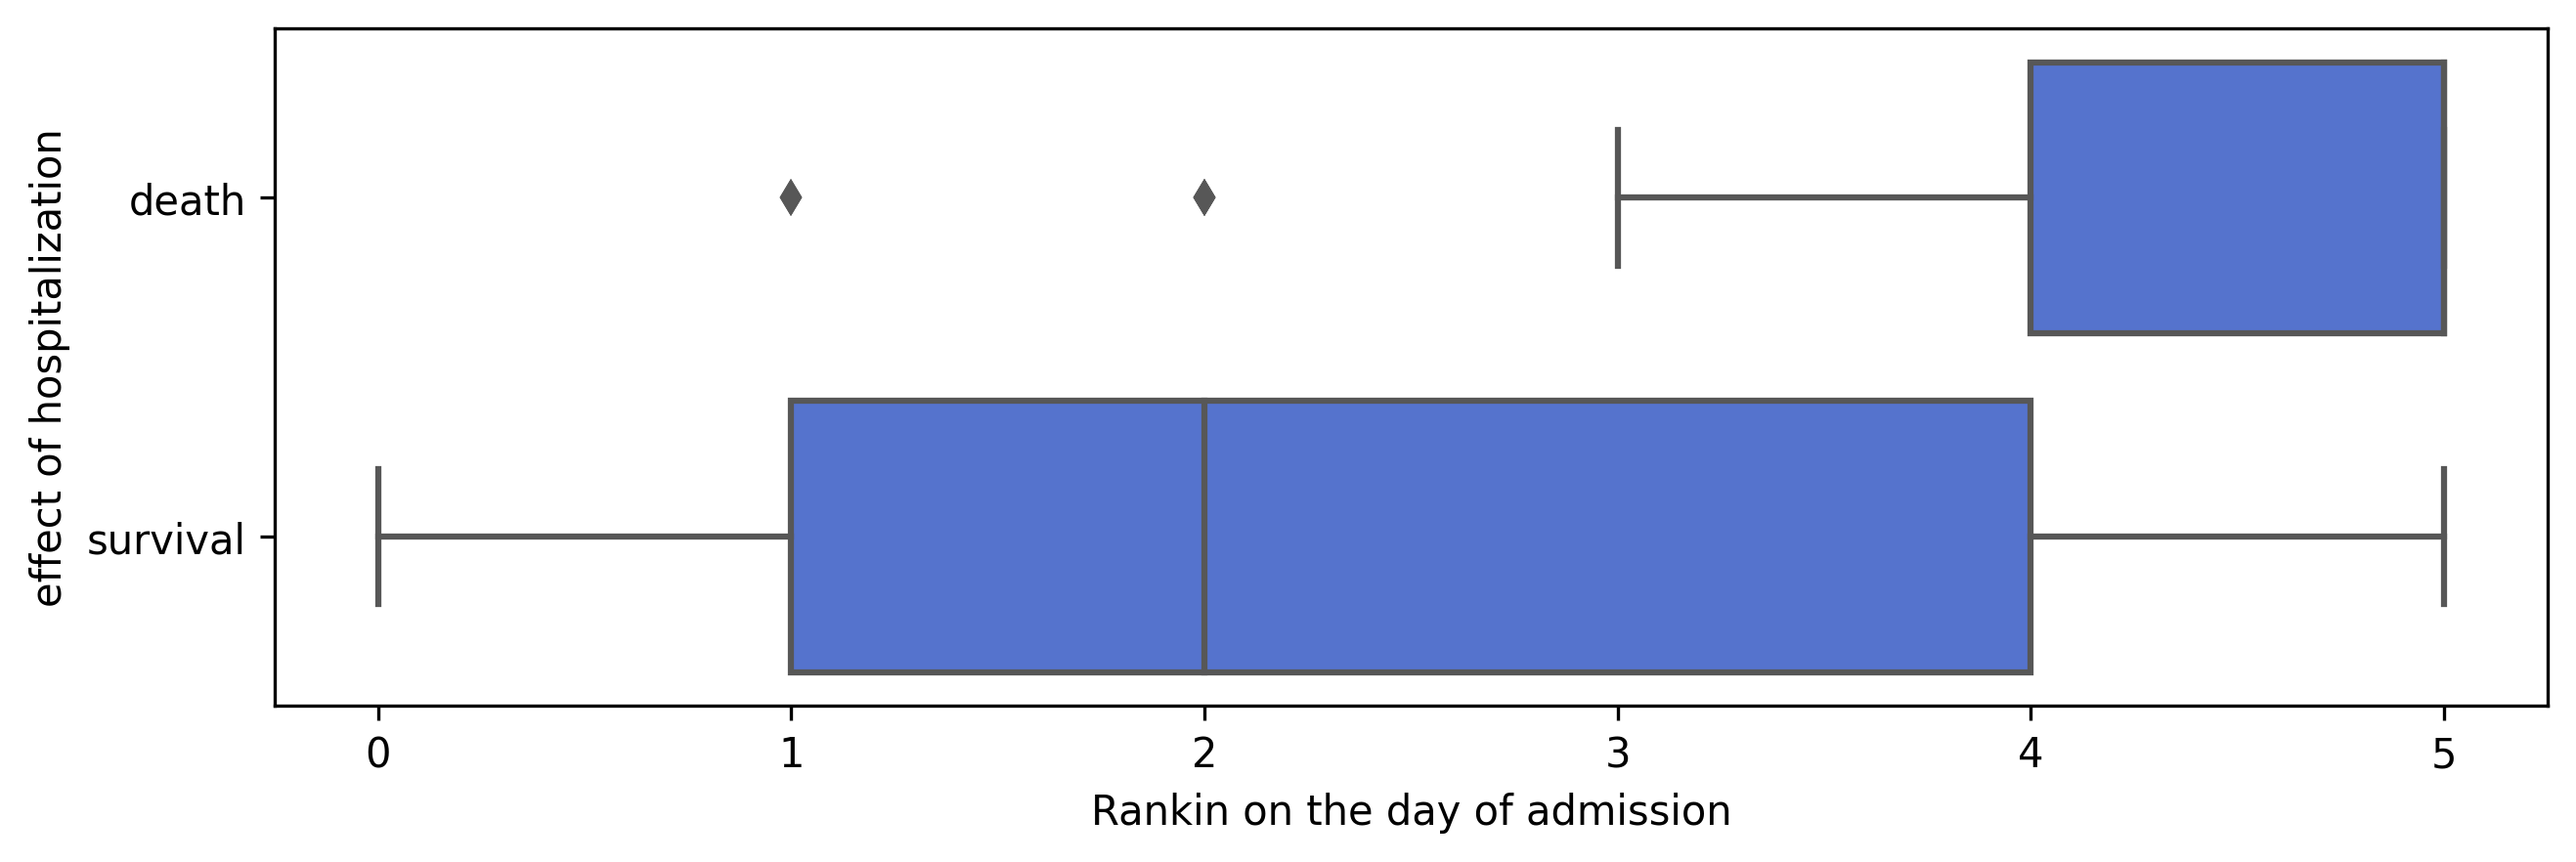 effect of hospitalization
death
survival
0 1 2 3 4 5
Rankin on the day of admission